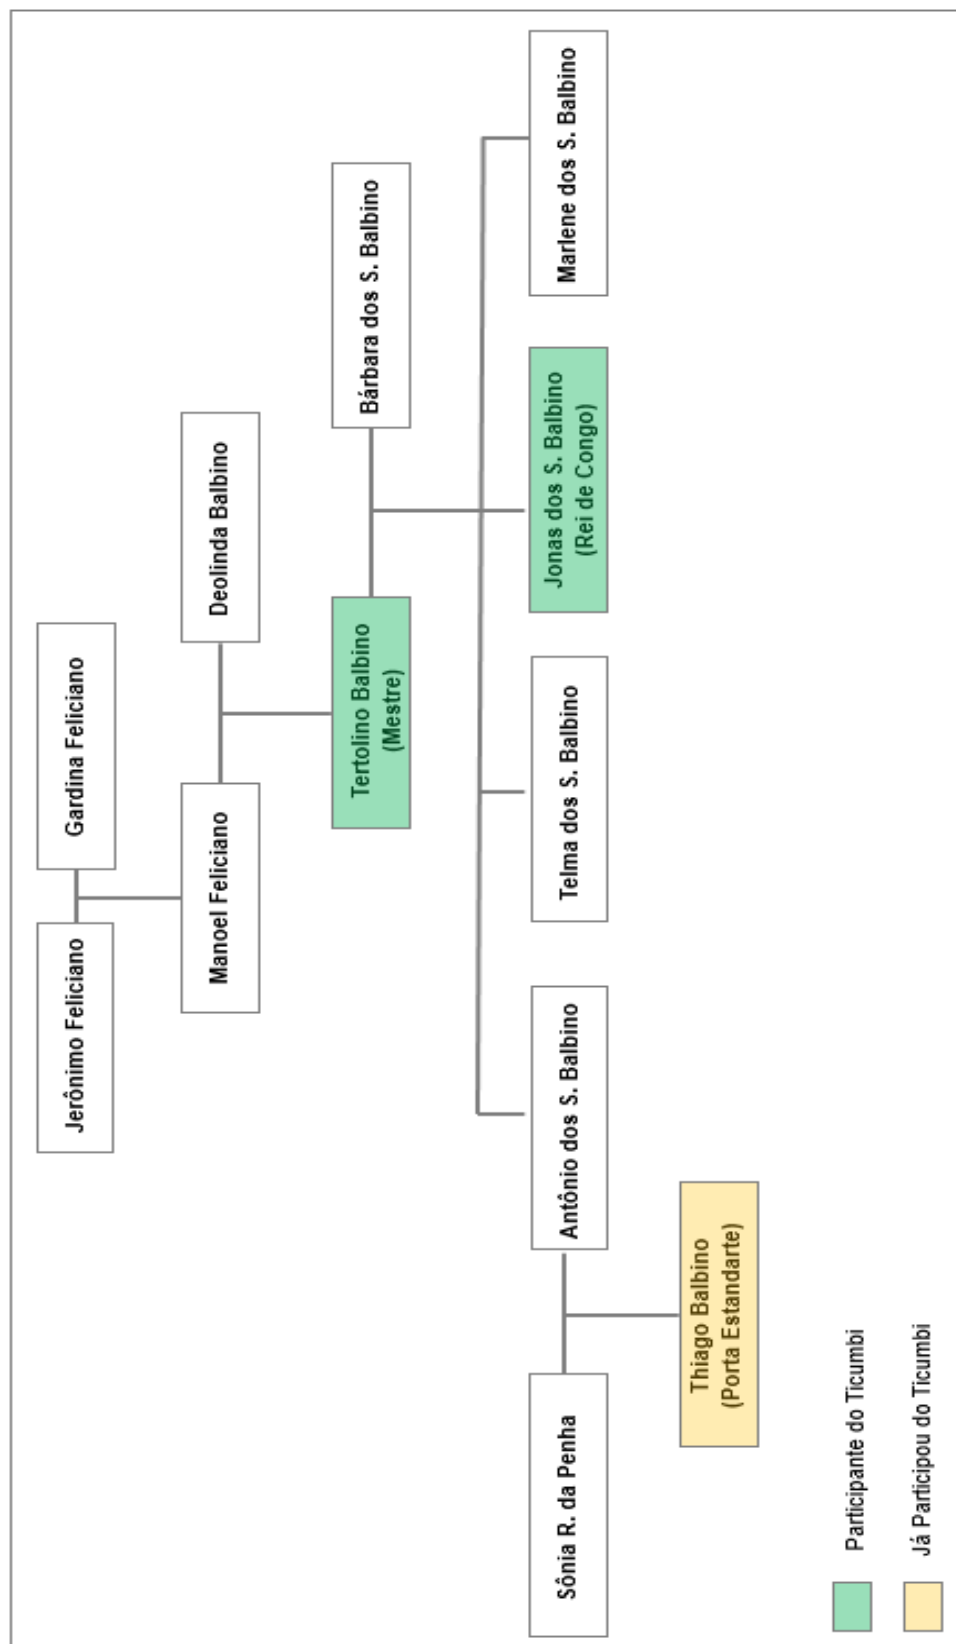 Jerônimo Feliciano
Gardina Feliciano
Manoel Feliciano
Deolinda Balbino
Tertolino Balbino
(Mestre)
Bárbara dos S. Balbino
Sônia R. da Penha
Antônio dos S. Balbino
Telma dos S. Balbino
Jonas dos S. Balbino
(Rei de Congo)
Marlene dos S. Balbino
Thiago Balbino
(Porta Estandarte)
Participante do Ticumbi
Já Participou do Ticumbi